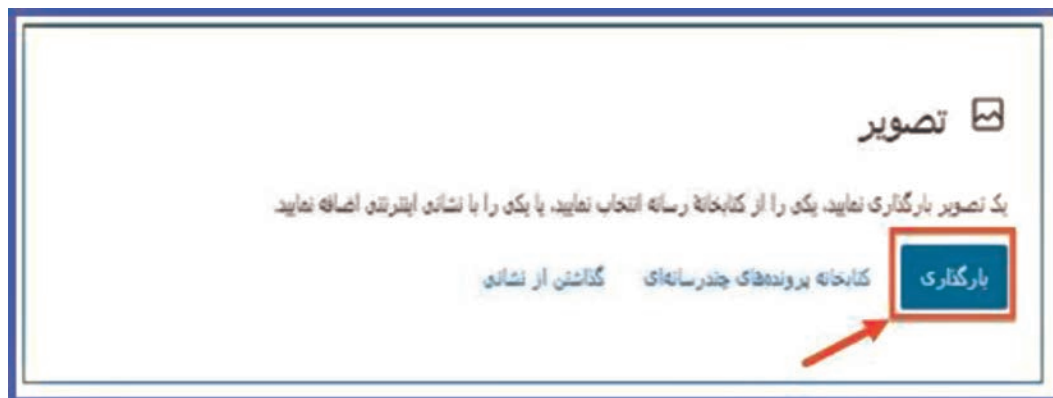 تصویر
یک تصویر بارگذاری نمایید، یکی را از کتابخانهٔ رسانه انتخاب نمایید، یا یکی را با نشانی اینترنتی اضافه نمایید.
بارگذاری کتابخانه پرونده‌های چندرسانه‌ای گذاشتن از نشانی